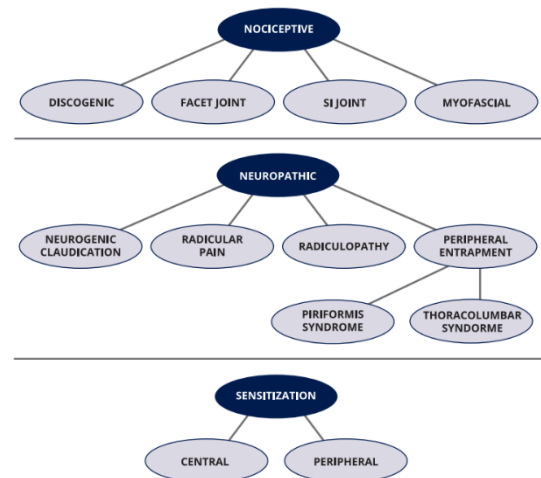 NOCICEPTIVE
DISCOGENIC
FACET JOINT
SI JOINT
MYOFASCIAL
NEUROPATHIC
NEUROGENIC
CLAUDICATION
RADICULAR
PAIN
RADICULOPATHY
PERIPHERAL
ENTRAPMENT
PIRIFORMIS
SYNDROME
THORACOLUMBAR
SYNDORME
SENSITIZATION
CENTRAL
PERIPHERAL